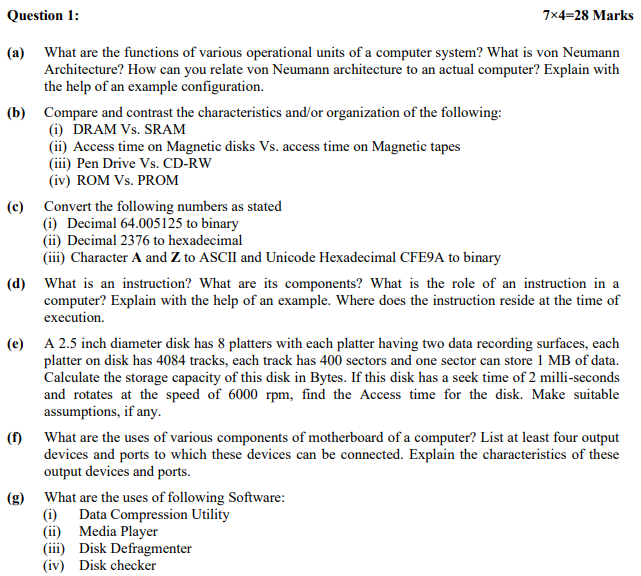 Question 1: 7×4=28 Marks
(a) What are the functions of various operational units of a computer system? What is von Neumann
Architecture? How can you relate von Neumann architecture to an actual computer? Explain with
the help of an example configuration.
(b) Compare and contrast the characteristics and/or organization of the following:
(i) DRAM Vs. SRAM
(ii) Access time on Magnetic disks Vs. access time on Magnetic tapes
(iii) Pen Drive Vs. CD-RW
(iv) ROM Vs. PROM
(c) Convert the following numbers as stated
(i) Decimal 64.005125 to binary
(ii) Decimal 2376 to hexadecimal
(iii) Character A and Z to ASCII and Unicode Hexadecimal CFE9A to binary
(d) What is an instruction? What are its components? What is the role of an instruction in a
computer? Explain with the help of an example. Where does the instruction reside at the time of
execution.
(e) A 2.5 inch diameter disk has 8 platters with each platter having two data recording surfaces, each
platter on disk has 4084 tracks, each track has 400 sectors and one sector can store 1 MB of data.
Calculate the storage capacity of this disk in Bytes. If this disk has a seek time of 2 milli-seconds
and rotates at the speed of 6000 rpm, find the Access time for the disk. Make suitable
assumptions, if any.
(f) What are the uses of various components of motherboard of a computer? List at least four output
devices and ports to which these devices can be connected. Explain the characteristics of these
output devices and ports.
(g) What are the uses of following Software:
(i) Data Compression Utility
(ii) Media Player
(iii) Disk Defragmenter
(iv) Disk checker